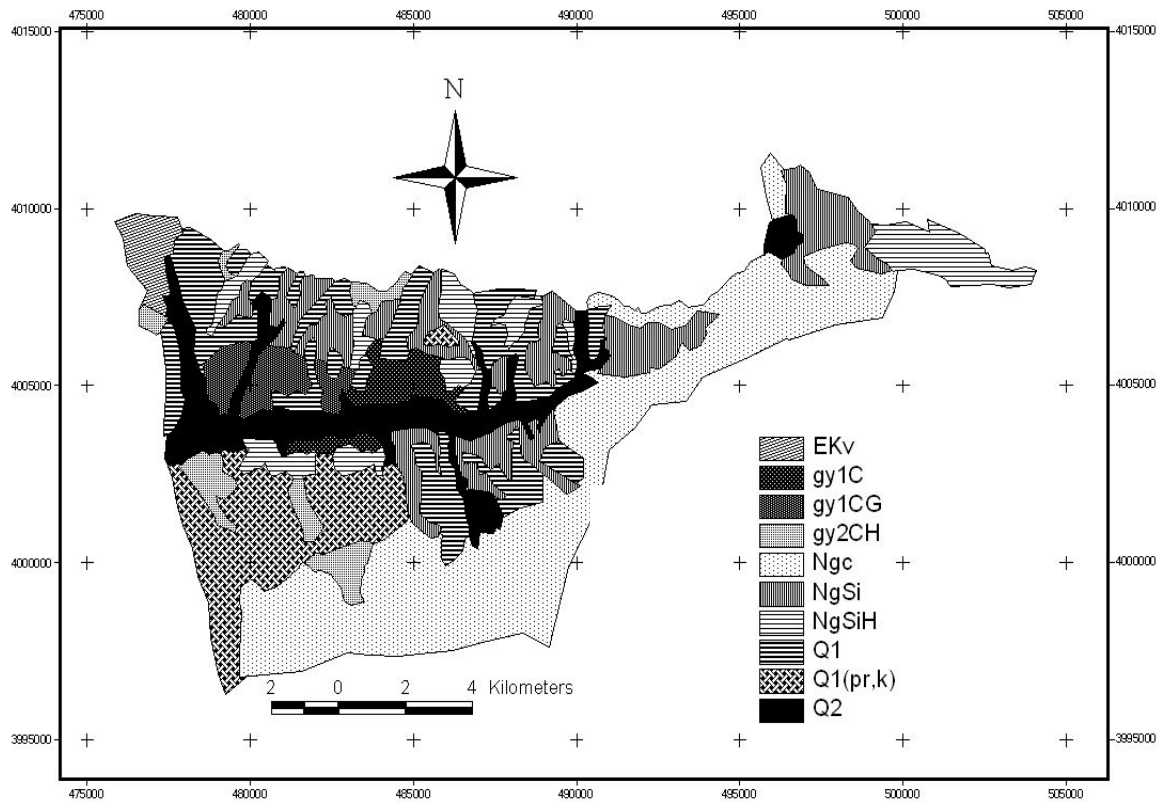 475000 480000 485000 490000 495000 500000 505000
4015000 4015000
N
4010000 4010000
4005000 4005000
EKv
gy1C
gy1CG
gy2CH
4000000 4000000
Ngc
NgSi
NgSiH
Q1
Q1(pr,k)
Q2
2 0 2 4 Kilometers
3995000 3995000
475000 480000 485000 490000 495000 500000 505000